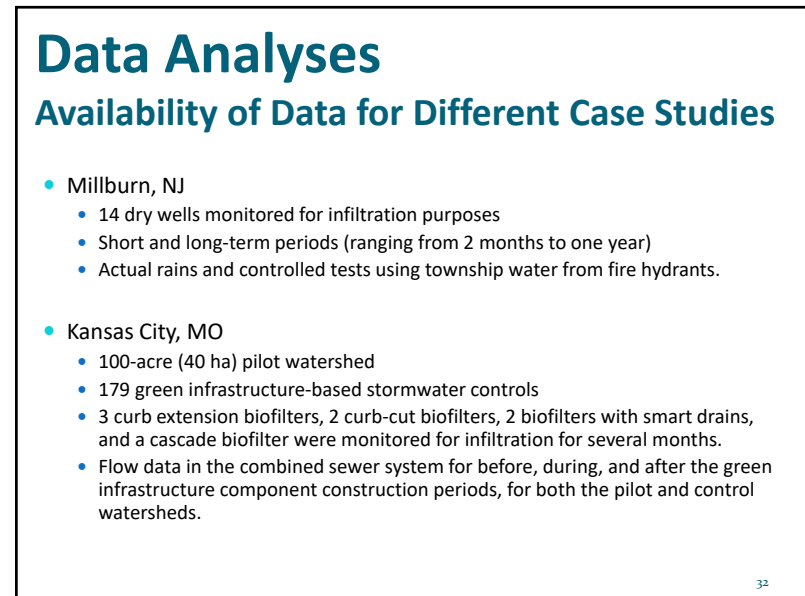 Data Analyses
Availability of Data for Different Case Studies
• Millburn, NJ
• 14 dry wells monitored for infiltration purposes
• Short and long-term periods (ranging from 2 months to one year)
• Actual rains and controlled tests using township water from fire hydrants.
• Kansas City, MO
• 100-acre (40 ha) pilot watershed
• 179 green infrastructure-based stormwater controls
• 3 curb extension biofilters, 2 curb-cut biofilters, 2 biofilters with smart drains,
and a cascade biofilter were monitored for infiltration for several months.
• Flow data in the combined sewer system for before, during, and after the green
infrastructure component construction periods, for both the pilot and control
watersheds.
32